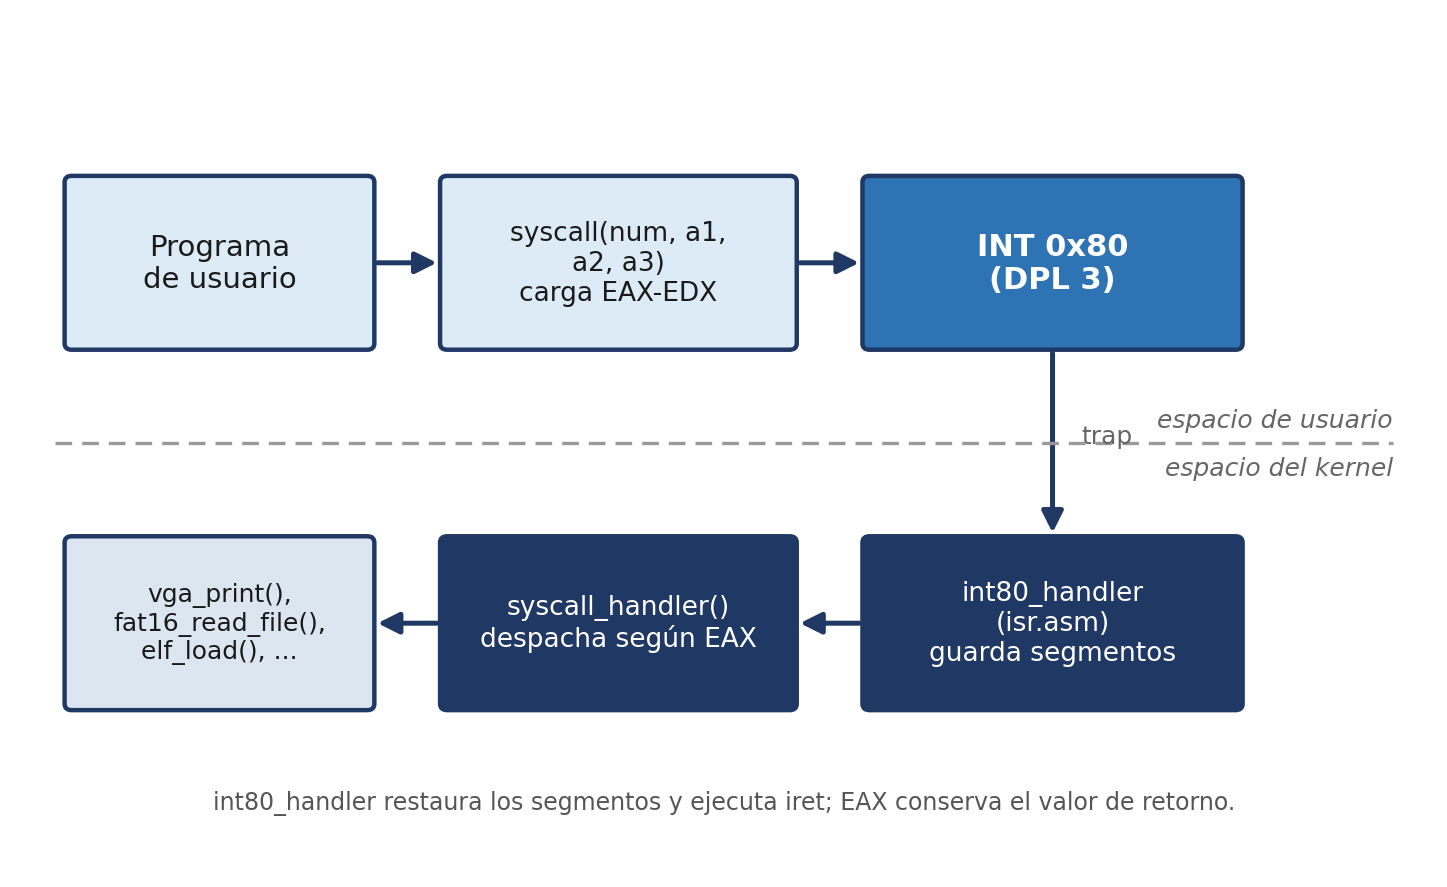 Programa
de usuario
syscall(num, a1,
a2, a3)
carga EAX-EDX
INT 0x80
(DPL 3)
trap
espacio de usuario
espacio del kernel
vga_print(),
fat16_read_file(),
elf_load(), ...
syscall_handler()
despacha según EAX
int80_handler
(isr.asm)
guarda segmentos
int80_handler restaura los segmentos y ejecuta iret; EAX conserva el valor de retorno.